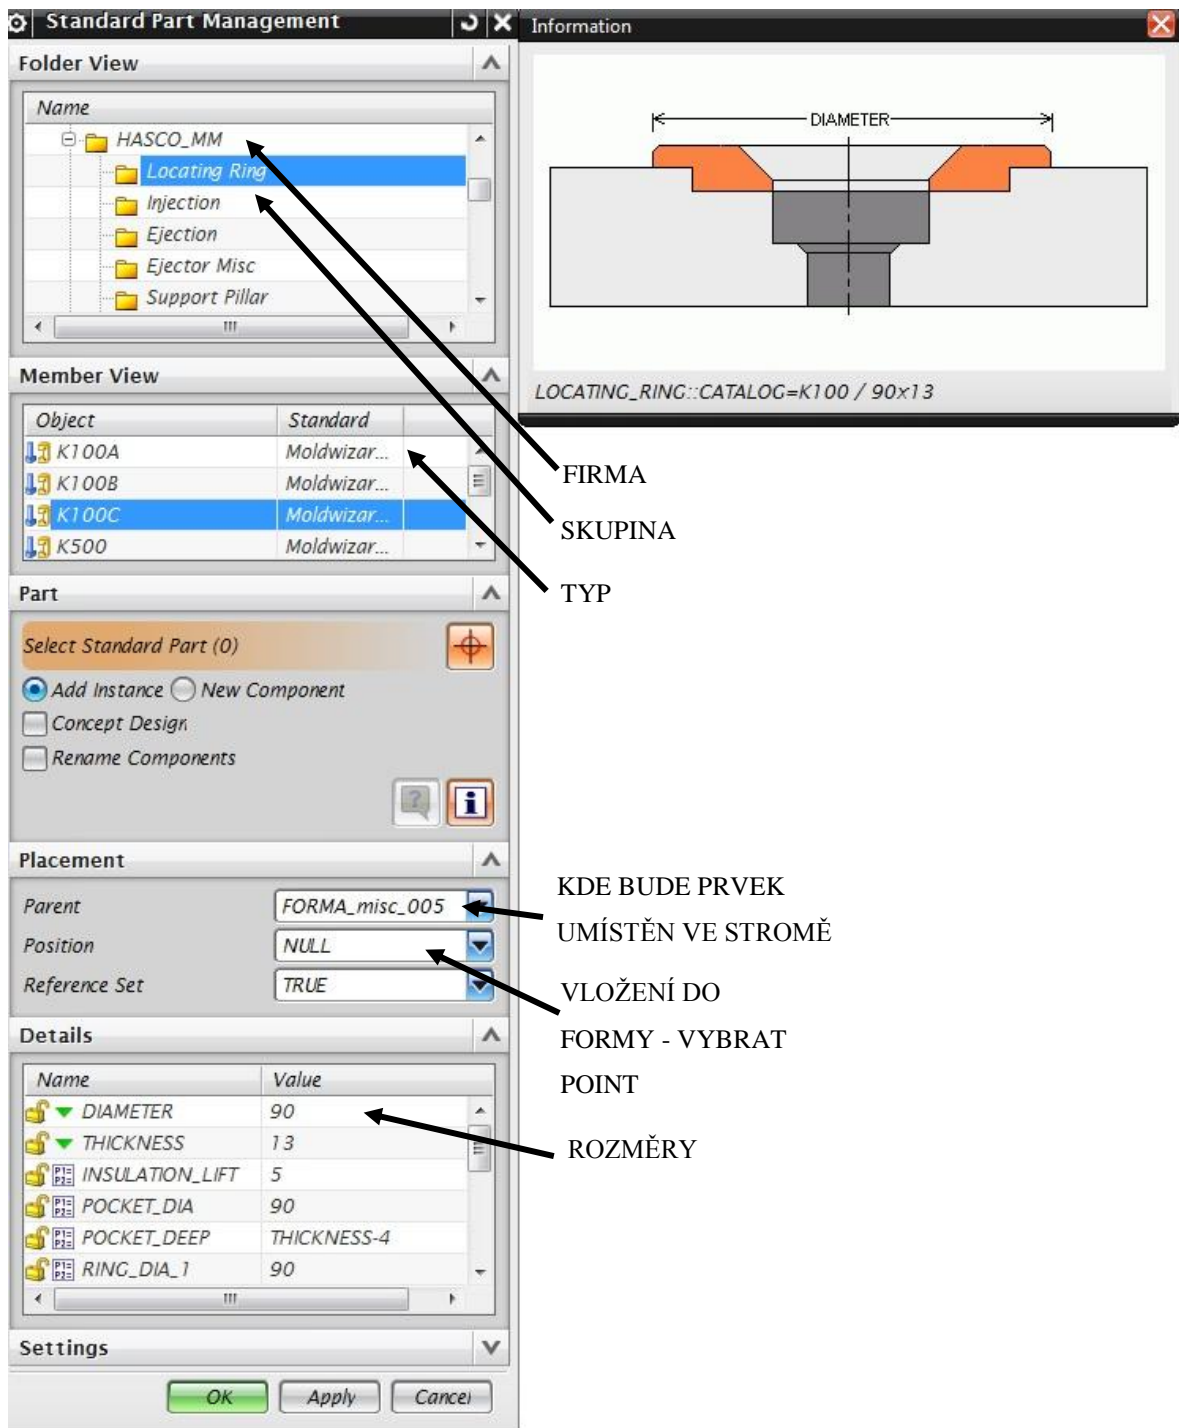 Standard Part Management
Folder View
Name
HASCO_MM
Locating Ring
Injection
Ejection
Ejector Misc
Support Pillar
Member View
Object Standard
K100A Moldwizar...
K100B Moldwizar...
K100C Moldwizar...
K500 Moldwizar...
Part
Select Standard Part (0)
Add Instance New Component
Concept Design
Rename Components
Placement
Parent FORMA_misc_005
Position NULL
Reference Set TRUE
Details
Name Value
DIAMETER 90
THICKNESS 13
INSULATION_LIFT 5
POCKET_DIA 90
POCKET_DEEP THICKNESS-4
RING_DIA_1 90
Settings
OK Apply Cancel
Information
DIAMETER
LOCATING_RING::CATALOG=K100 / 90x13
FIRMA
SKUPINA
TYP
KDE BUDE PRVEK
UMÍSTĚN VE STROMĚ
VLOŽENÍ DO
FORMY - VYBRAT
POINT
ROZMĚRY